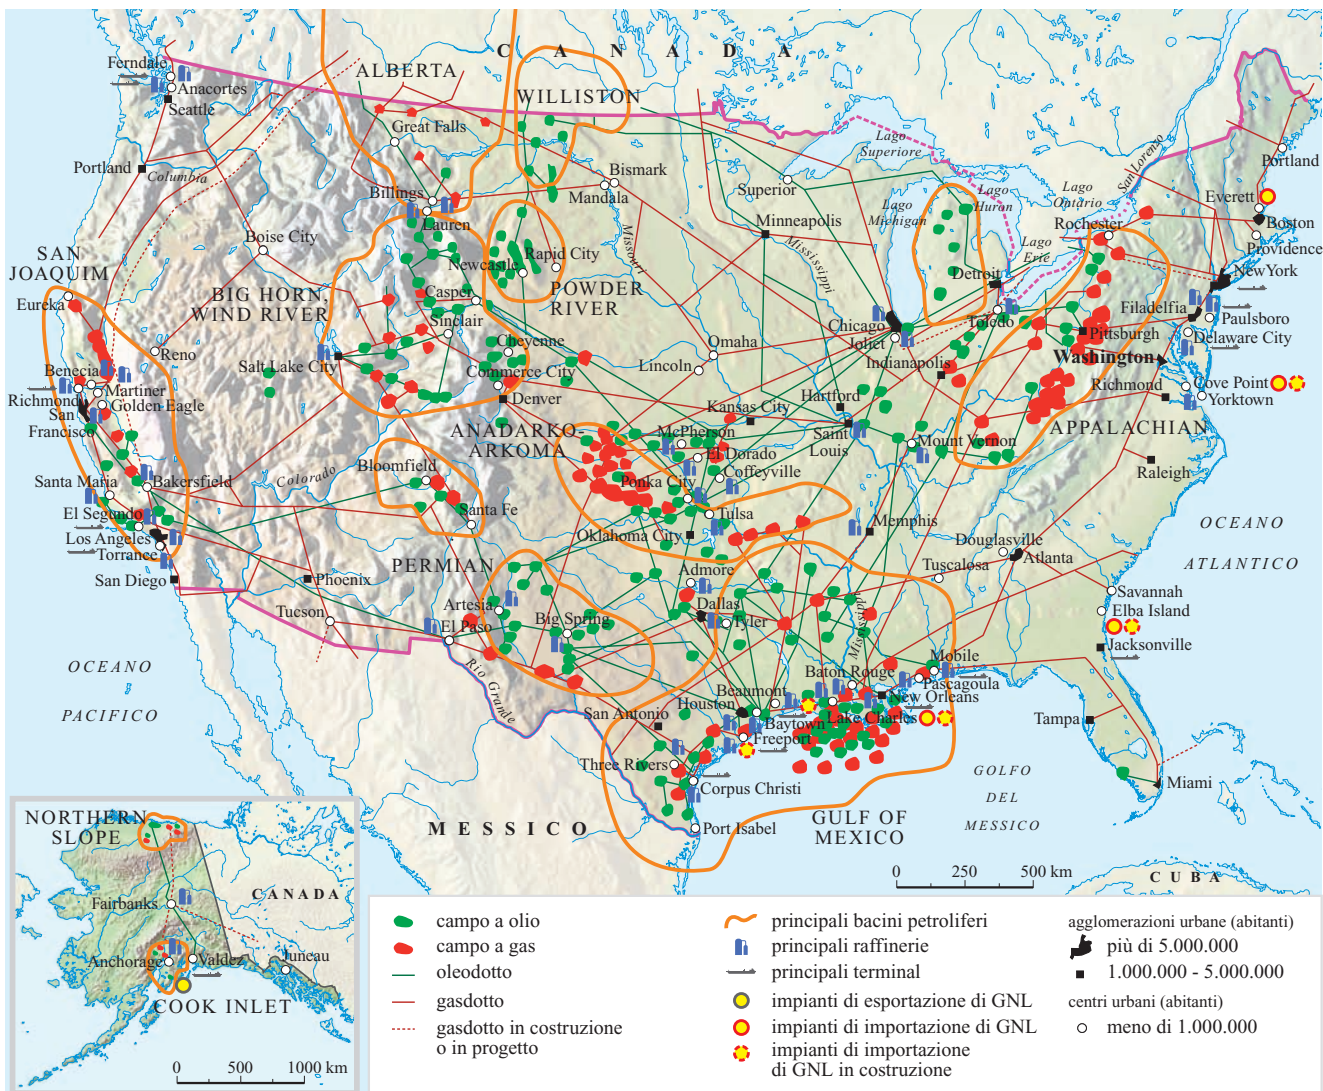 CANADA
Ferndale
Anacortes
Seattle
ALBERTA
WILLISTON
Great Falls
Portland
Columbia
Billings
Lauren
Bismark
Mandala
Superior
Lago
Superiore
Minneapolis
Lago
Michigan
Lago
Huron
Lago
Ontario
San Lorenzo
Portland
Everett
Boston
Providence
Rochester
Lago
Erie
Detroit
New York
SAN
JOAQUIM
Eureka
Boise City
BIG HORN,
WIND RIVER
Newcastle
Rapid City
Missouri
Mississippi
POWDER
RIVER
Casper
Sinclair
Cheyenne
Salt Lake City
Commerce City
Denver
Reno
Benecia
Martiner
Richmond
Golden Eagle
San
Francisco
Omaha
Lincoln
Chicago
Joliet
Toledo
Indianapolis
Filadelfia
Paulsboro
Pittsburgh
Delaware City
Washington
Richmond
Cove Point
Yorktown
Hartford
Kansas City
Saint
Louis
Mount Vernon
APPALACHIAN
Raleigh
ANADARKO-
ARKOMA
McPherson
El Dorado
Coffeyville
Ponka City
Tulsa
Oklahoma City
Bloomfield
Colorado
Santa Fe
Santa Maria
Bakersfield
El Segundo
Los Angeles
Torrance
San Diego
Phoenix
Tucson
PERMIAN
Artesia
El Paso
Big Spring
Admore
Dallas
Tyler
Memphis
Douglasville
Atlanta
Tuscalosa
OCEANO
ATLANTICO
Savannah
Elba Island
Jacksonville
OCEANO
PACIFICO
Rio Grande
Mississippi
Mobile
Baton Rouge
Pascagoula
New Orleans
Beaumont
Houston
Baytown
Lake Charles
Freeport
San Antonio
Three Rivers
Corpus Christi
Port Isabel
Tampa
Miami
GOLFO
DEL
MESSICO
GULF OF
MEXICO
MESSICO
CUBA
0 250 500 km
NORTHERN
SLOPE
CANADA
Fairbanks
Anchorage
Valdez
Juneau
COOK INLET
0 500 1000 km
campo a olio
campo a gas
oleodotto
gasdotto
gasdotto in costruzione
o in progetto
principali bacini petroliferi
principali raffinerie
principali terminal
impianti di esportazione di GNL
impianti di importazione di GNL
impianti di importazione
di GNL in costruzione
agglomerazioni urbane (abitanti)
più di 5.000.000
1.000.000 - 5.000.000
centri urbani (abitanti)
meno di 1.000.000